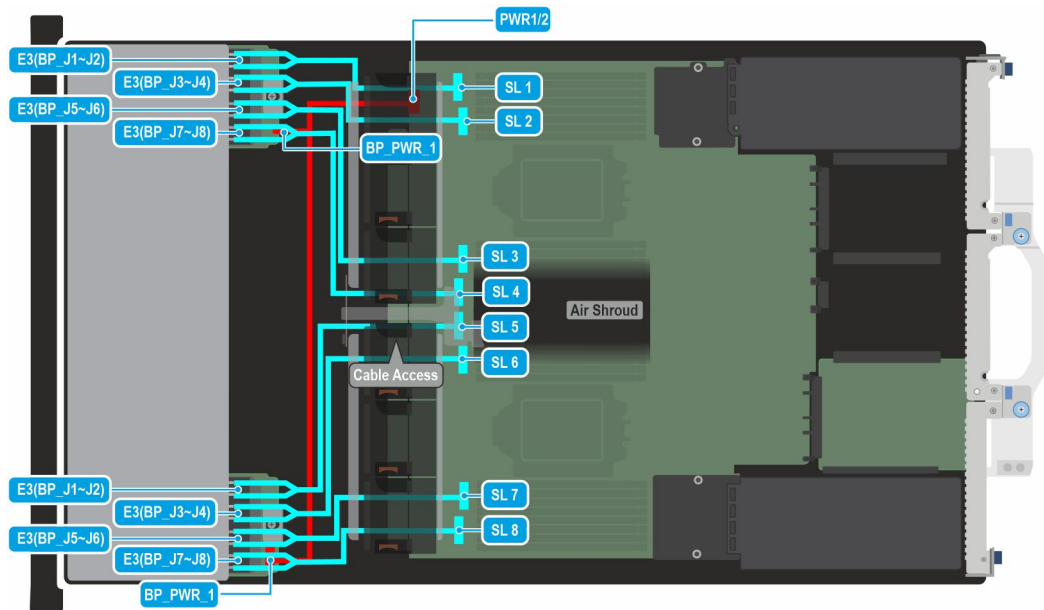 PWR1/2
E3(BP_J1~J2)
E3(BP_J3~J4)
E3(BP_J5~J6)
E3(BP_J7~J8)
BP_PWR_1
SL 1
SL 2
SL 3
SL 4
SL 5
SL 6
Air Shroud
Cable Access
E3(BP_J1~J2)
E3(BP_J3~J4)
E3(BP_J5~J6)
E3(BP_J7~J8)
BP_PWR_1
SL 7
SL 8